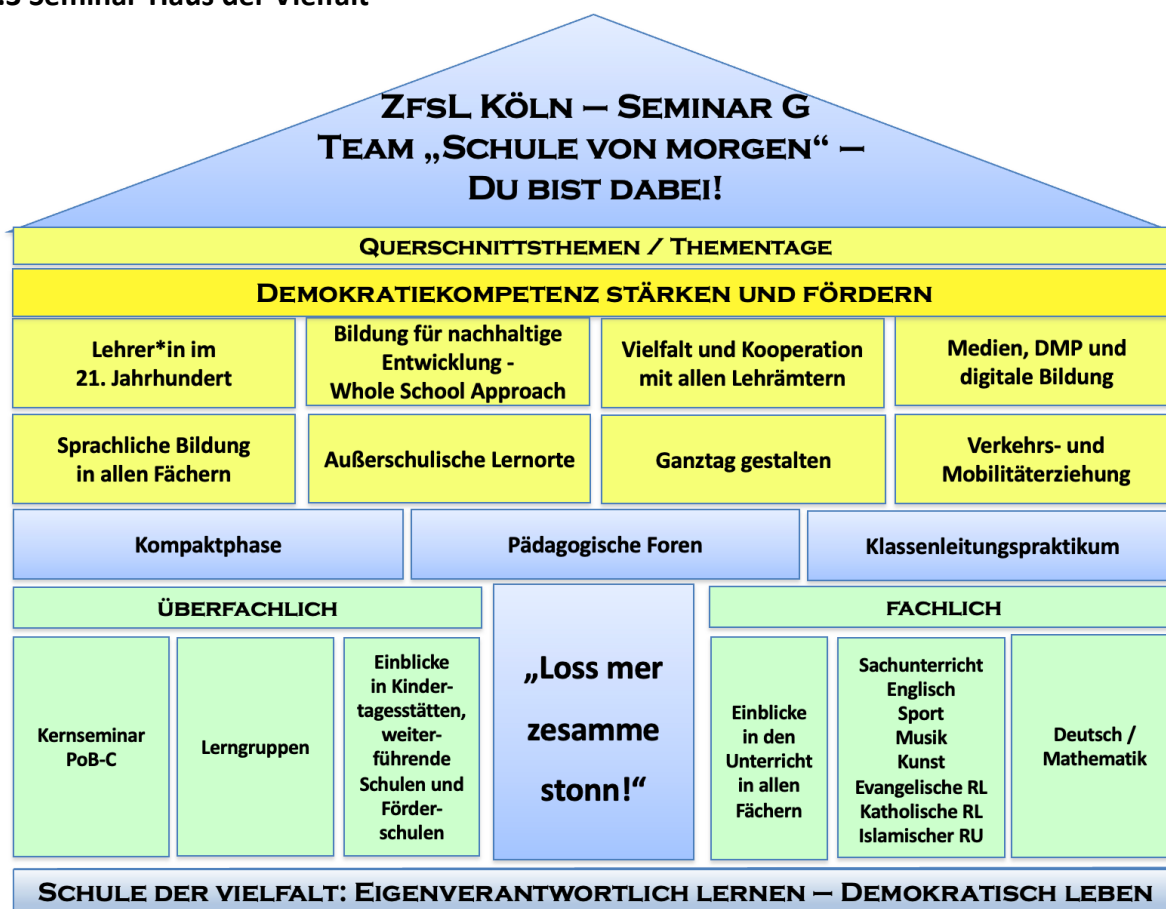 .3 Seminar-Haus der Vielfalt
ZfsL Köln – Seminar G
Team „Schule von morgen“ –
Du bist dabei!
Querschnittsthemen / Thementage
Demokratiekompetenz stärken und fördern
Lehrer*in im
21. Jahrhundert
Bildung für nachhaltige
Entwicklung -
Whole School Approach
Vielfalt und Kooperation
mit allen Lehrämtern
Medien, DMP und
digitale Bildung
Sprachliche Bildung
in allen Fächern
Außerschulische Lernorte
Ganztag gestalten
Verkehrs- und
Mobilitäterziehung
Kompaktphase
Pädagogische Foren
Klassenleitungspraktikum
überfachlich
Kernseminar
PoB-C
Lerngruppen
Einblicke
in Kinder-
tagesstätten,
weiter-
führende
Schulen und
Förder-
schulen
„Loss mer
zesamme
stonn!“
fachlich
Einblicke
in den
Unterricht
in allen
Fächern
Sachunterricht
Englisch
Sport
Musik
Kunst
Evangelische RL
Katholische RL
Islamischer RU
Deutsch /
Mathematik
Schule der Vielfalt: Eigenverantwortlich lernen – Demokratisch leben